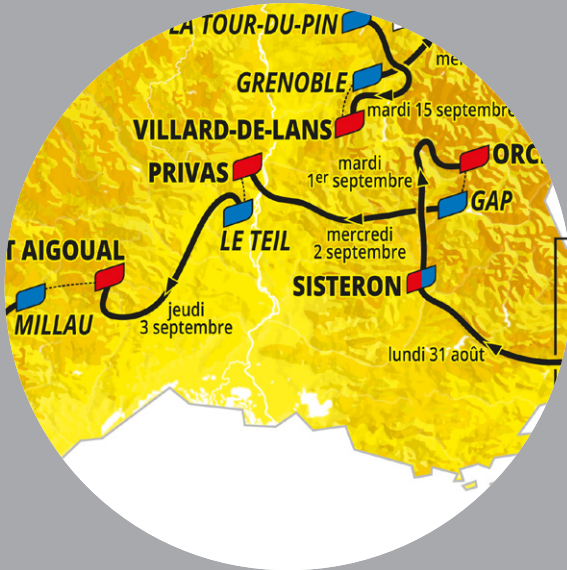 LA TOUR-DU-PIN
GRENOBLE
mardi 15 septembre
VILLARD-DE-LANS
PRIVAS
mardi
1er septembre
GAP
LE TEIL
mercredi
2 septembre
T AIGOUAL
SISTERON
MILLAU
jeudi
3 septembre
lundi 31 août